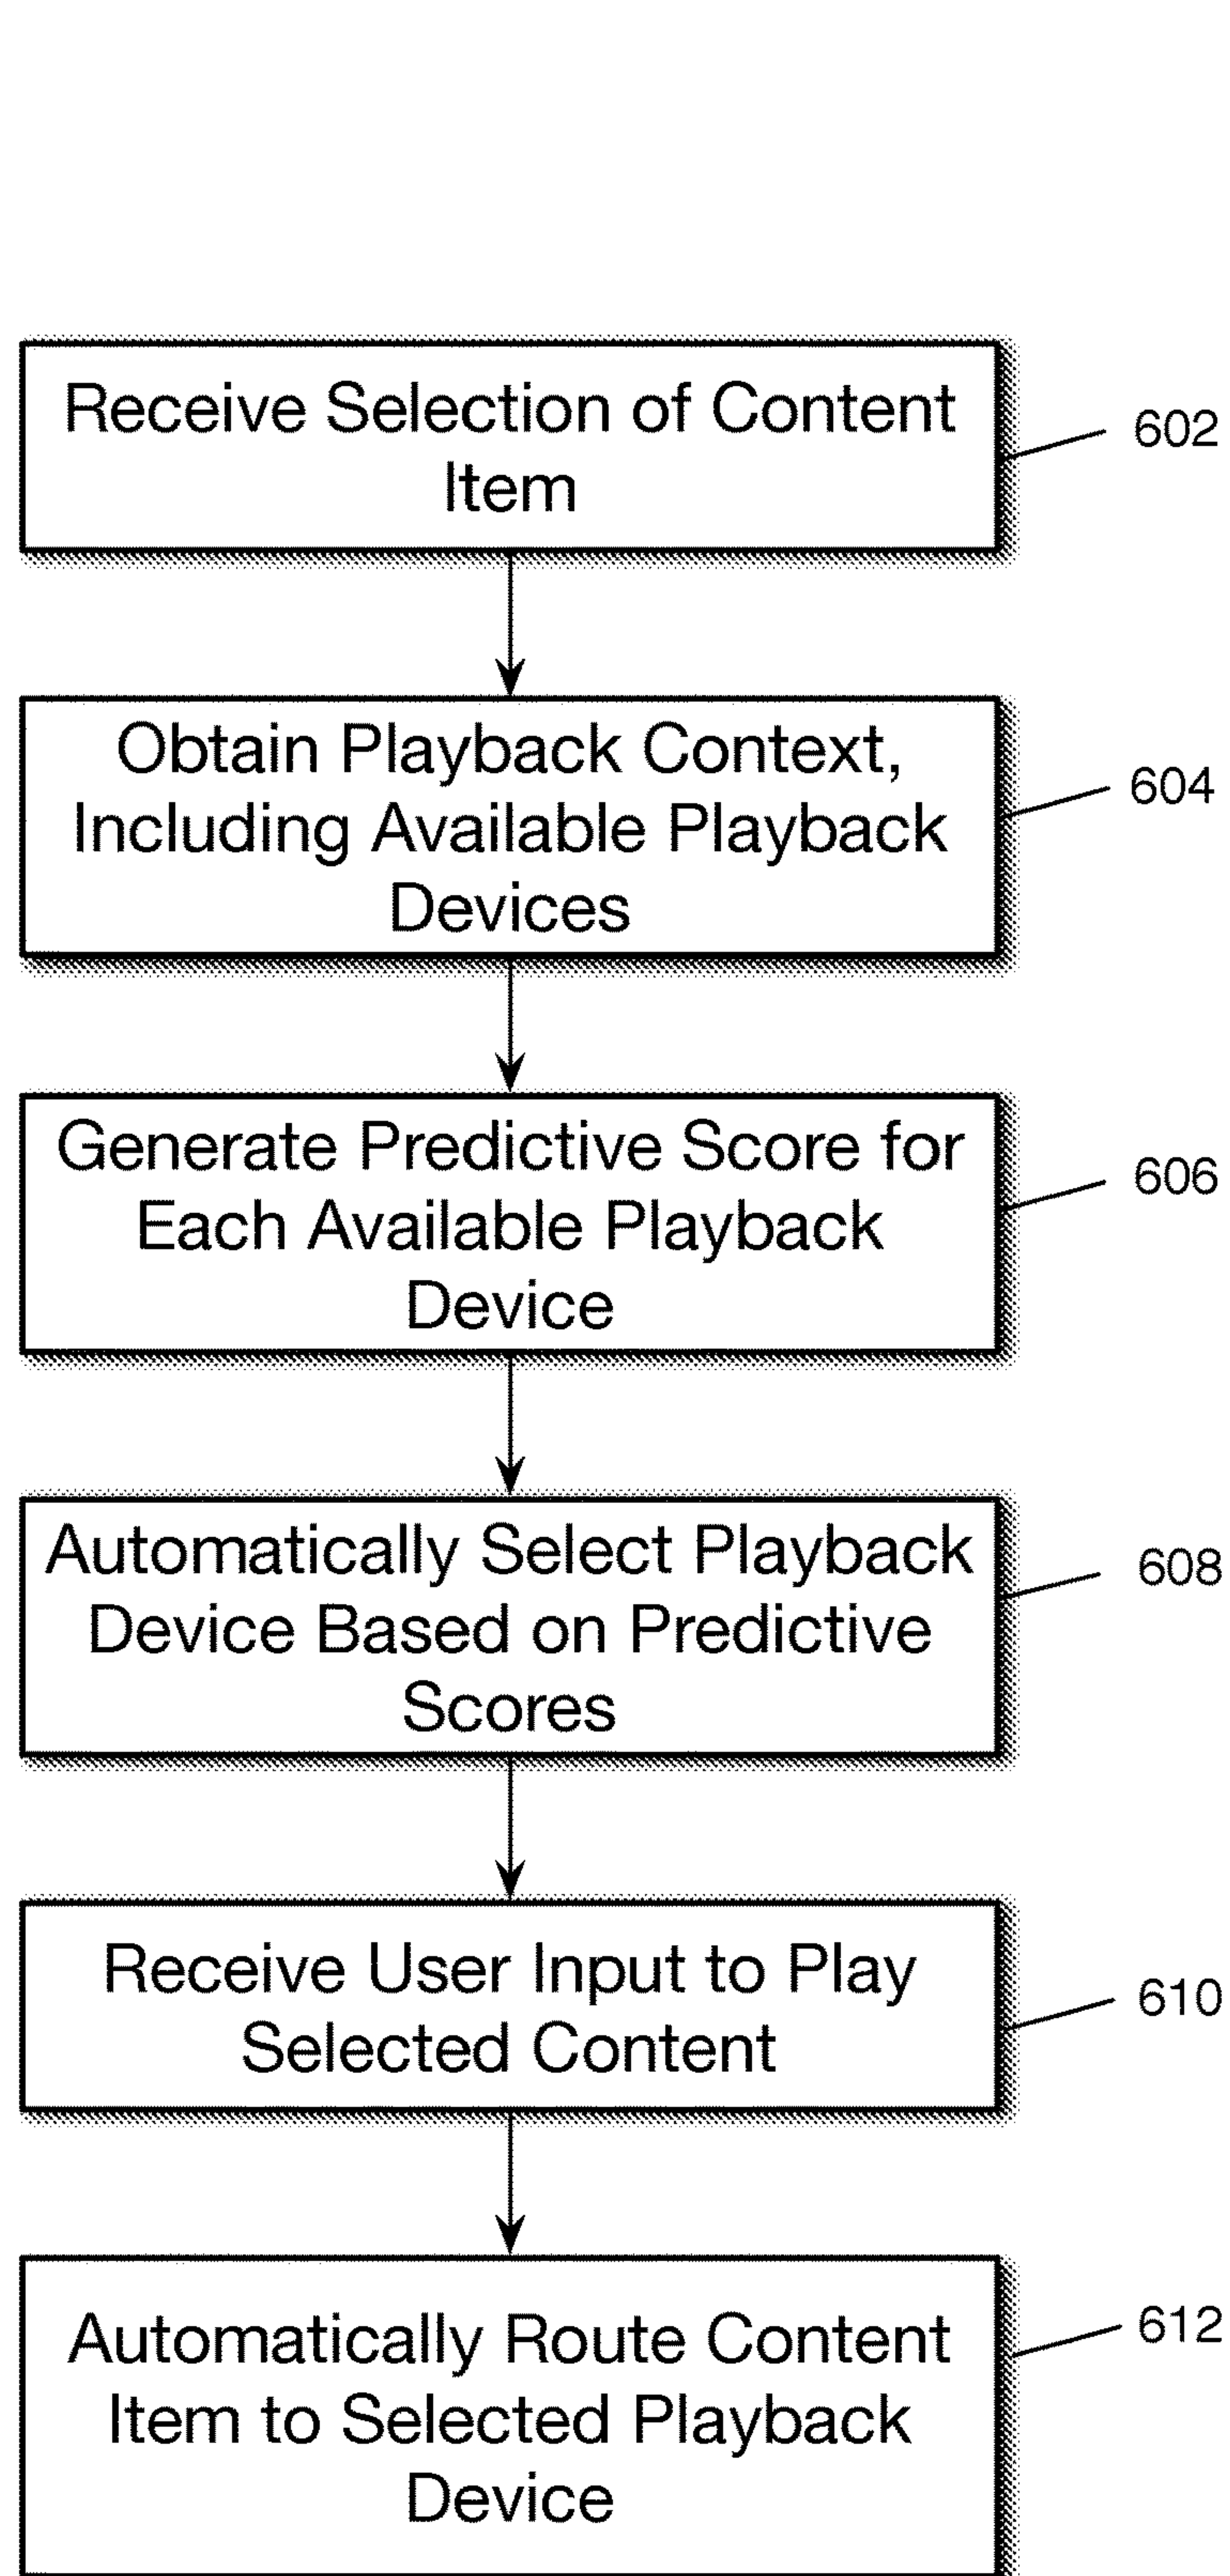 Receive Selection of Content
Item
602
Obtain Playback Context,
Including Available Playback
Devices
604
Generate Predictive Score for
Each Available Playback
Device
606
Automatically Select Playback
Device Based on Predictive
Scores
608
Receive User Input to Play
Selected Content
610
Automatically Route Content
Item to Selected Playback
Device
612